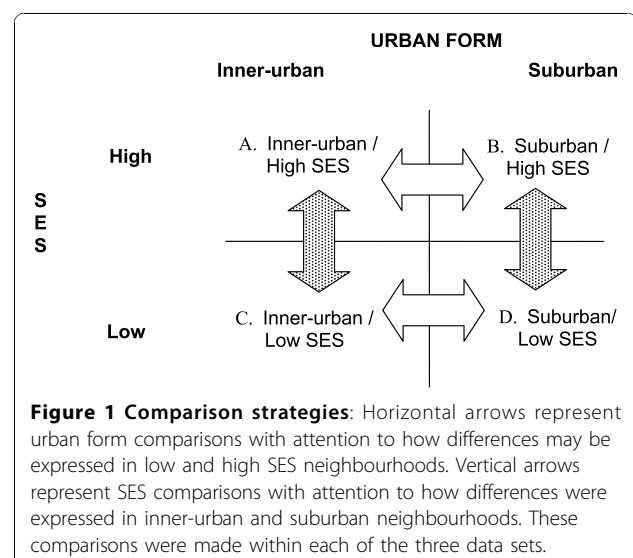 URBAN FORM
Inner-urban Suburban
High
A. Inner-urban /
High SES
B. Suburban /
High SES
S
E
S
Low
C. Inner-urban /
Low SES
D. Suburban/
Low SES
Figure 1 Comparison strategies: Horizontal arrows represent
urban form comparisons with attention to how differences may be
expressed in low and high SES neighbourhoods. Vertical arrows
represent SES comparisons with attention to how differences were
expressed in inner-urban and suburban neighbourhoods. These
comparisons were made within each of the three data sets.